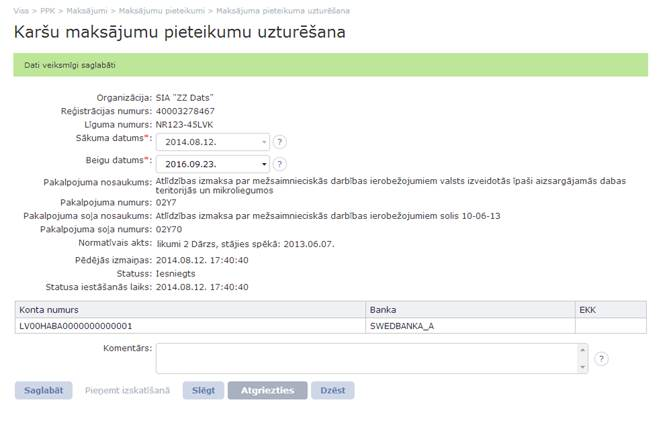 Viss > PPK > Maksājumi > Maksājumu pieteikumi > Maksājuma pieteikuma uzturēšana
Karšu maksājumu pieteikumu uzturēšana
Dati veiksmīgi saglabāti
Organizācija: SIA "ZZ Dats"
Reģistrācijas numurs: 40003278467
Līguma numurs: NR123-45LVK
Sākuma datums*: 2014.08.12. ?
Beigu datums*: 2016.09.23. ?
Pakalpojuma nosaukums: Atlīdzības izmaksa par mežsaimnieciskās darbības ierobežojumiem valsts izveidotās īpaši aizsargājamās dabas
teritorijās un mikroliegumos
Pakalpojuma numurs: 02Y7
Pakalpojuma soļa nosaukums: Atlīdzības izmaksa par mežsaimnieciskās darbības ierobežojumiem solis 10-06-13
Pakalpojuma soļa numurs: 02Y70
Normatīvais akts: likumi 2 Dārzs, stājies spēkā: 2013.06.07.
Pēdējās izmaiņas: 2014.08.12. 17:40:40
Statuss: Iesniegts
Statusa iestāšanās laiks: 2014.08.12. 17:40:40
Konta numurs Banka EKK
LV00HABA0000000000001 SWEDBANKA_A
Komentārs: ?
Saglabāt Pieņemt izskatīšanā Slēgt Atgriezties Dzēst